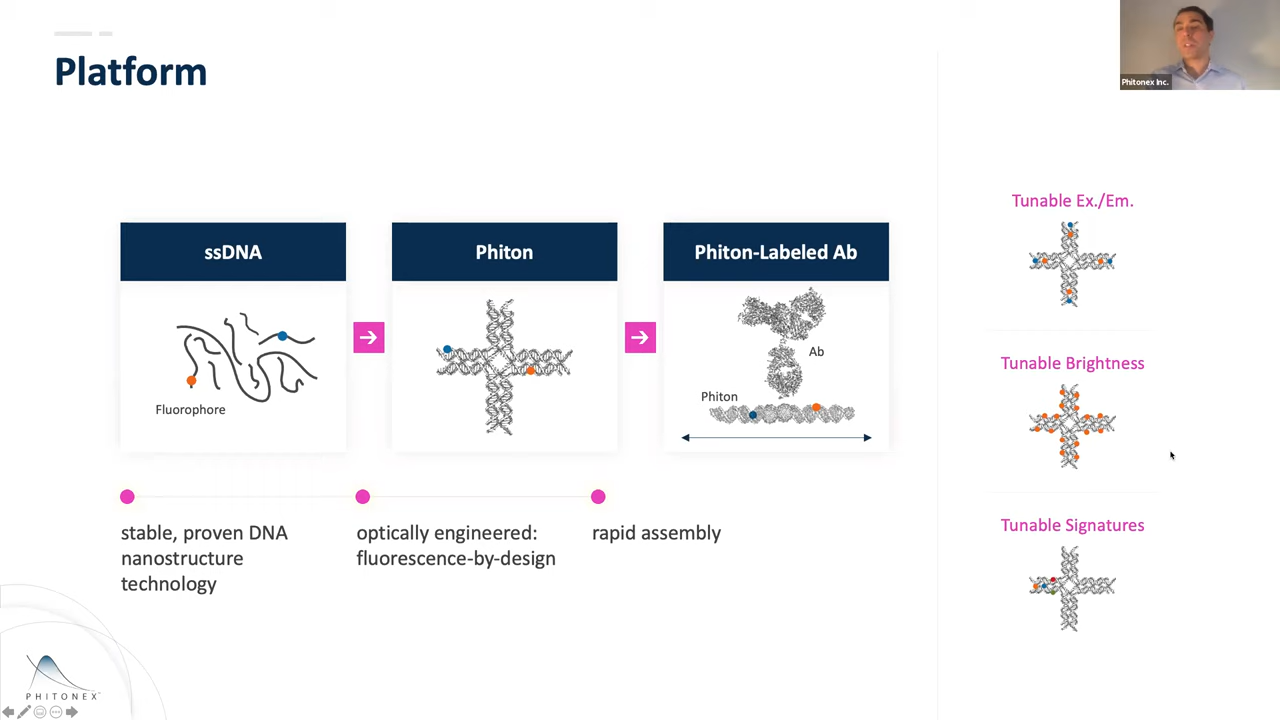 Platform
Phitonex Inc.
ssDNA
Fluorophore
Phiton
Phiton-Labeled Ab
Ab
Phiton
stable, proven DNA
nanostructure
technology
optically engineered:
fluorescence-by-design
rapid assembly
Tunable Ex./Em.
Tunable Brightness
Tunable Signatures
PHITONEX